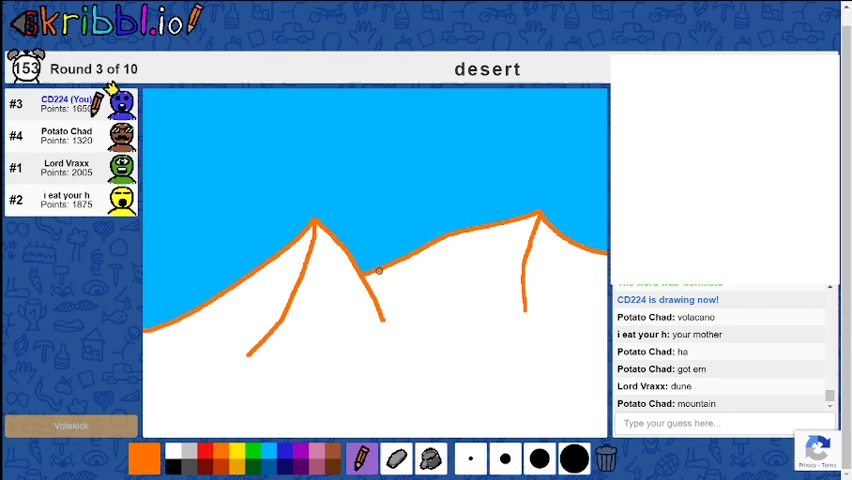 skribbl.io
153
Round 3 of 10
desert
#3
CD224 (You)
Points: 1650
#4
Potato Chad
Points: 1320
#1
Lord Vraxx
Points: 2005
#2
i eat your h
Points: 1875
Votekick
CD224 is drawing now!
Potato Chad: volacano
i eat your h: your mother
Potato Chad: ha
Potato Chad: got em
Lord Vraxx: dune
Potato Chad: mountain
Type your guess here...
Privacy - Terms